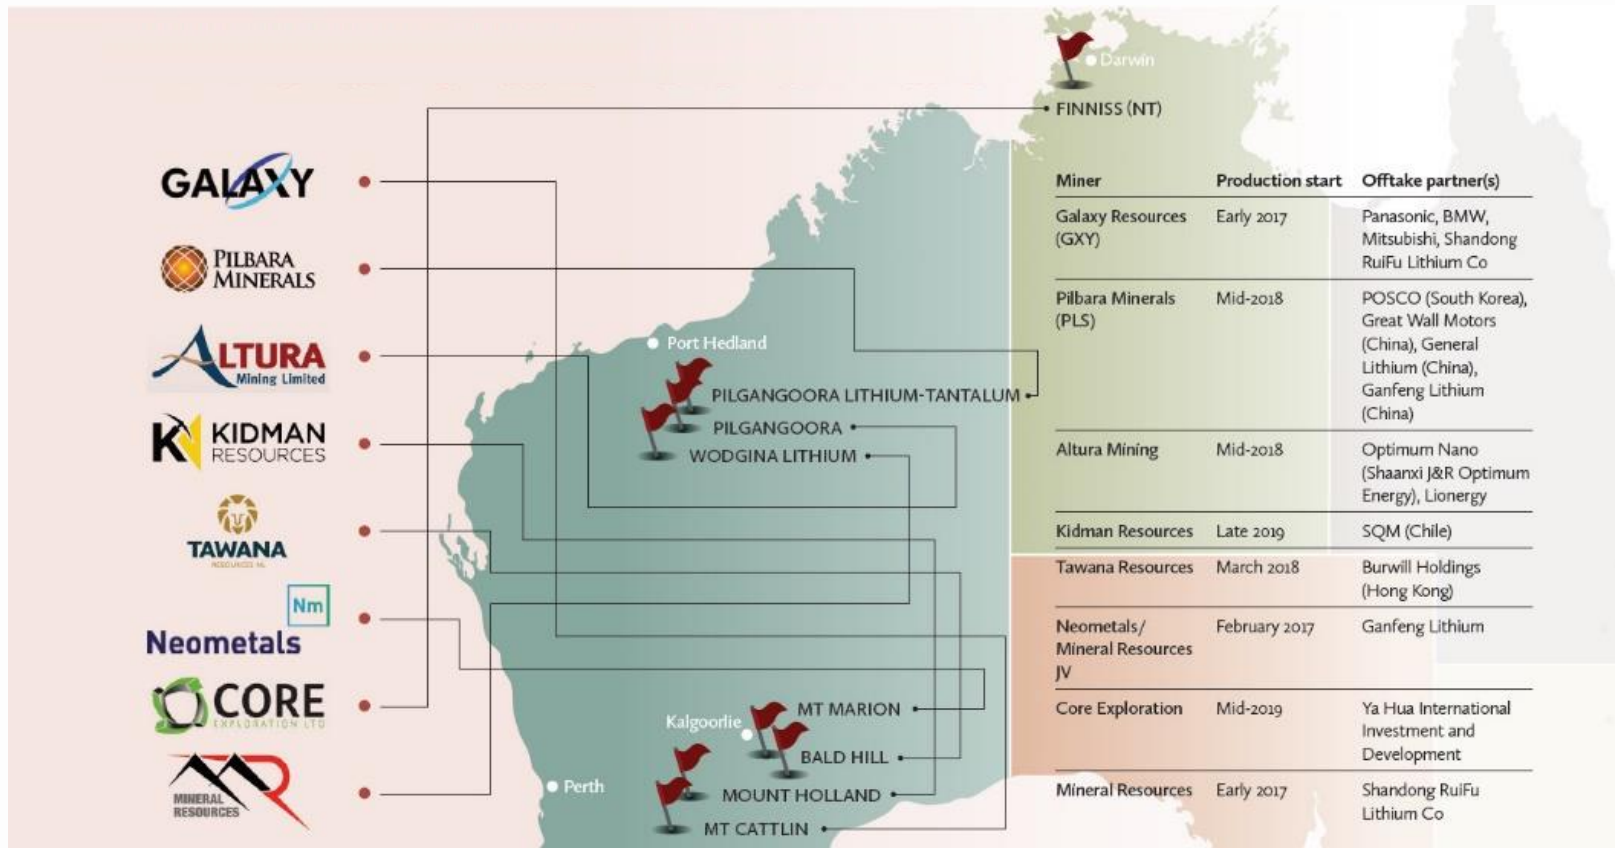 Darwin
FINNISS (NT)
GALAXY
PILBARA
MINERALS
ALTURA
Mining Limited
KIDMAN
RESOURCES
TAWANA
RESOURCES NL
Nm
Neometals
CORE
EXPLORATION LTD
MINERAL
RESOURCES
Port Hedland
PILGANGOORA LITHIUM-TANTALUM
PILGANGOORA
WODGINA LITHIUM
Kalgoorlie
MT MARION
BALD HILL
Perth
MOUNT HOLLAND
MT CATTLIN
Miner Production start Offtake partner(s)
Galaxy Resources Early 2017 Panasonic, BMW,
(GXY) Mitsubishi, Shandong
RuiFu Lithium Co
Pilbara Minerals Mid-2018 POSCO (South Korea),
(PLS) Great Wall Motors
(China), General
Lithium (China),
Ganfeng Lithium
(China)
Altura Mining Mid-2018 Optimum Nano
(Shaanxi J&R Optimum
Energy), Lionergy
Kidman Resources Late 2019 SQM (Chile)
Tawana Resources March 2018 Burwill Holdings
(Hong Kong)
Neometals/ February 2017 Ganfeng Lithium
Mineral Resources
JV
Core Exploration Mid-2019 Ya Hua International
Investment and
Development
Mineral Resources Early 2017 Shandong RuiFu
Lithium Co